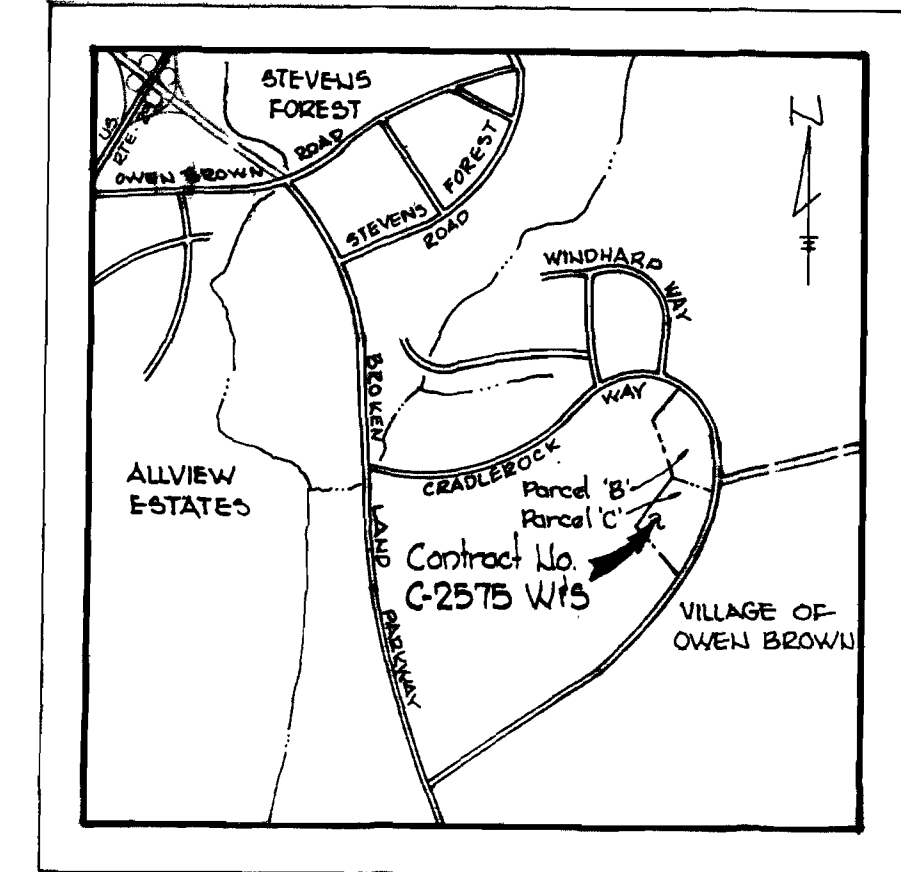 STEVENS
FOREST
US
RTE. 29
OWEN BROWN ROAD
STEVENS FOREST
ROAD
WINDHARP WAY
BROKEN LAND PARKWAY
CRADLEROCK WAY
ALLVIEW
ESTATES
Parcel 'B'
Parcel 'C'
Contract No.
C-2575 W&S
VILLAGE OF
OWEN BROWN
N